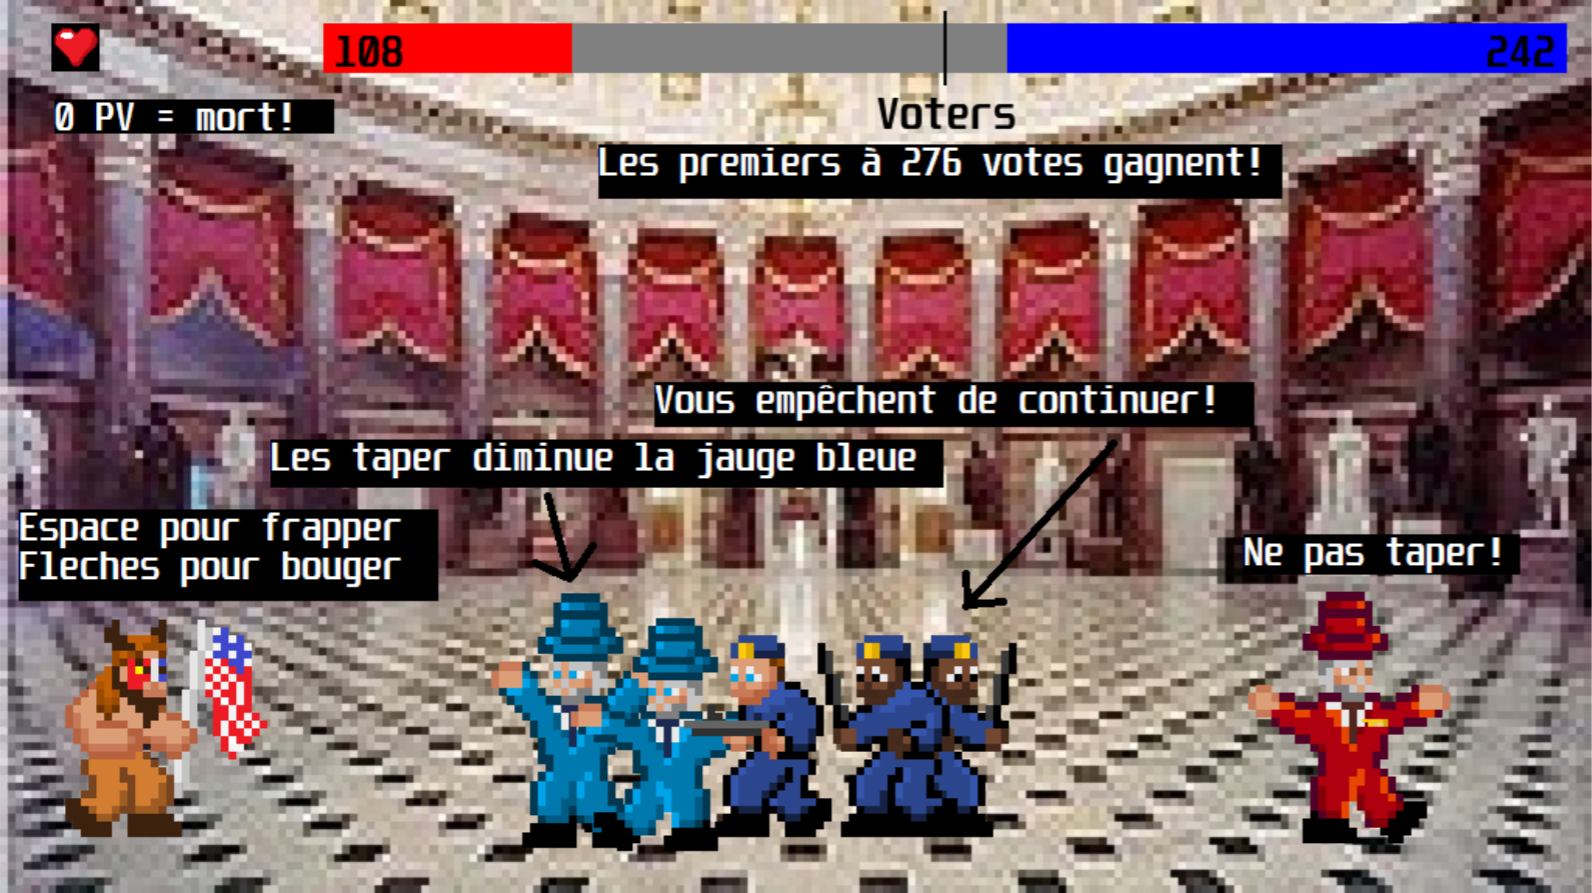 108
242
0 PV = mort!
Voters
Les premiers à 276 votes gagnent!
Vous empêchent de continuer!
Les taper diminue la jauge bleue
Espace pour frapper
Fleches pour bouger
Ne pas taper!